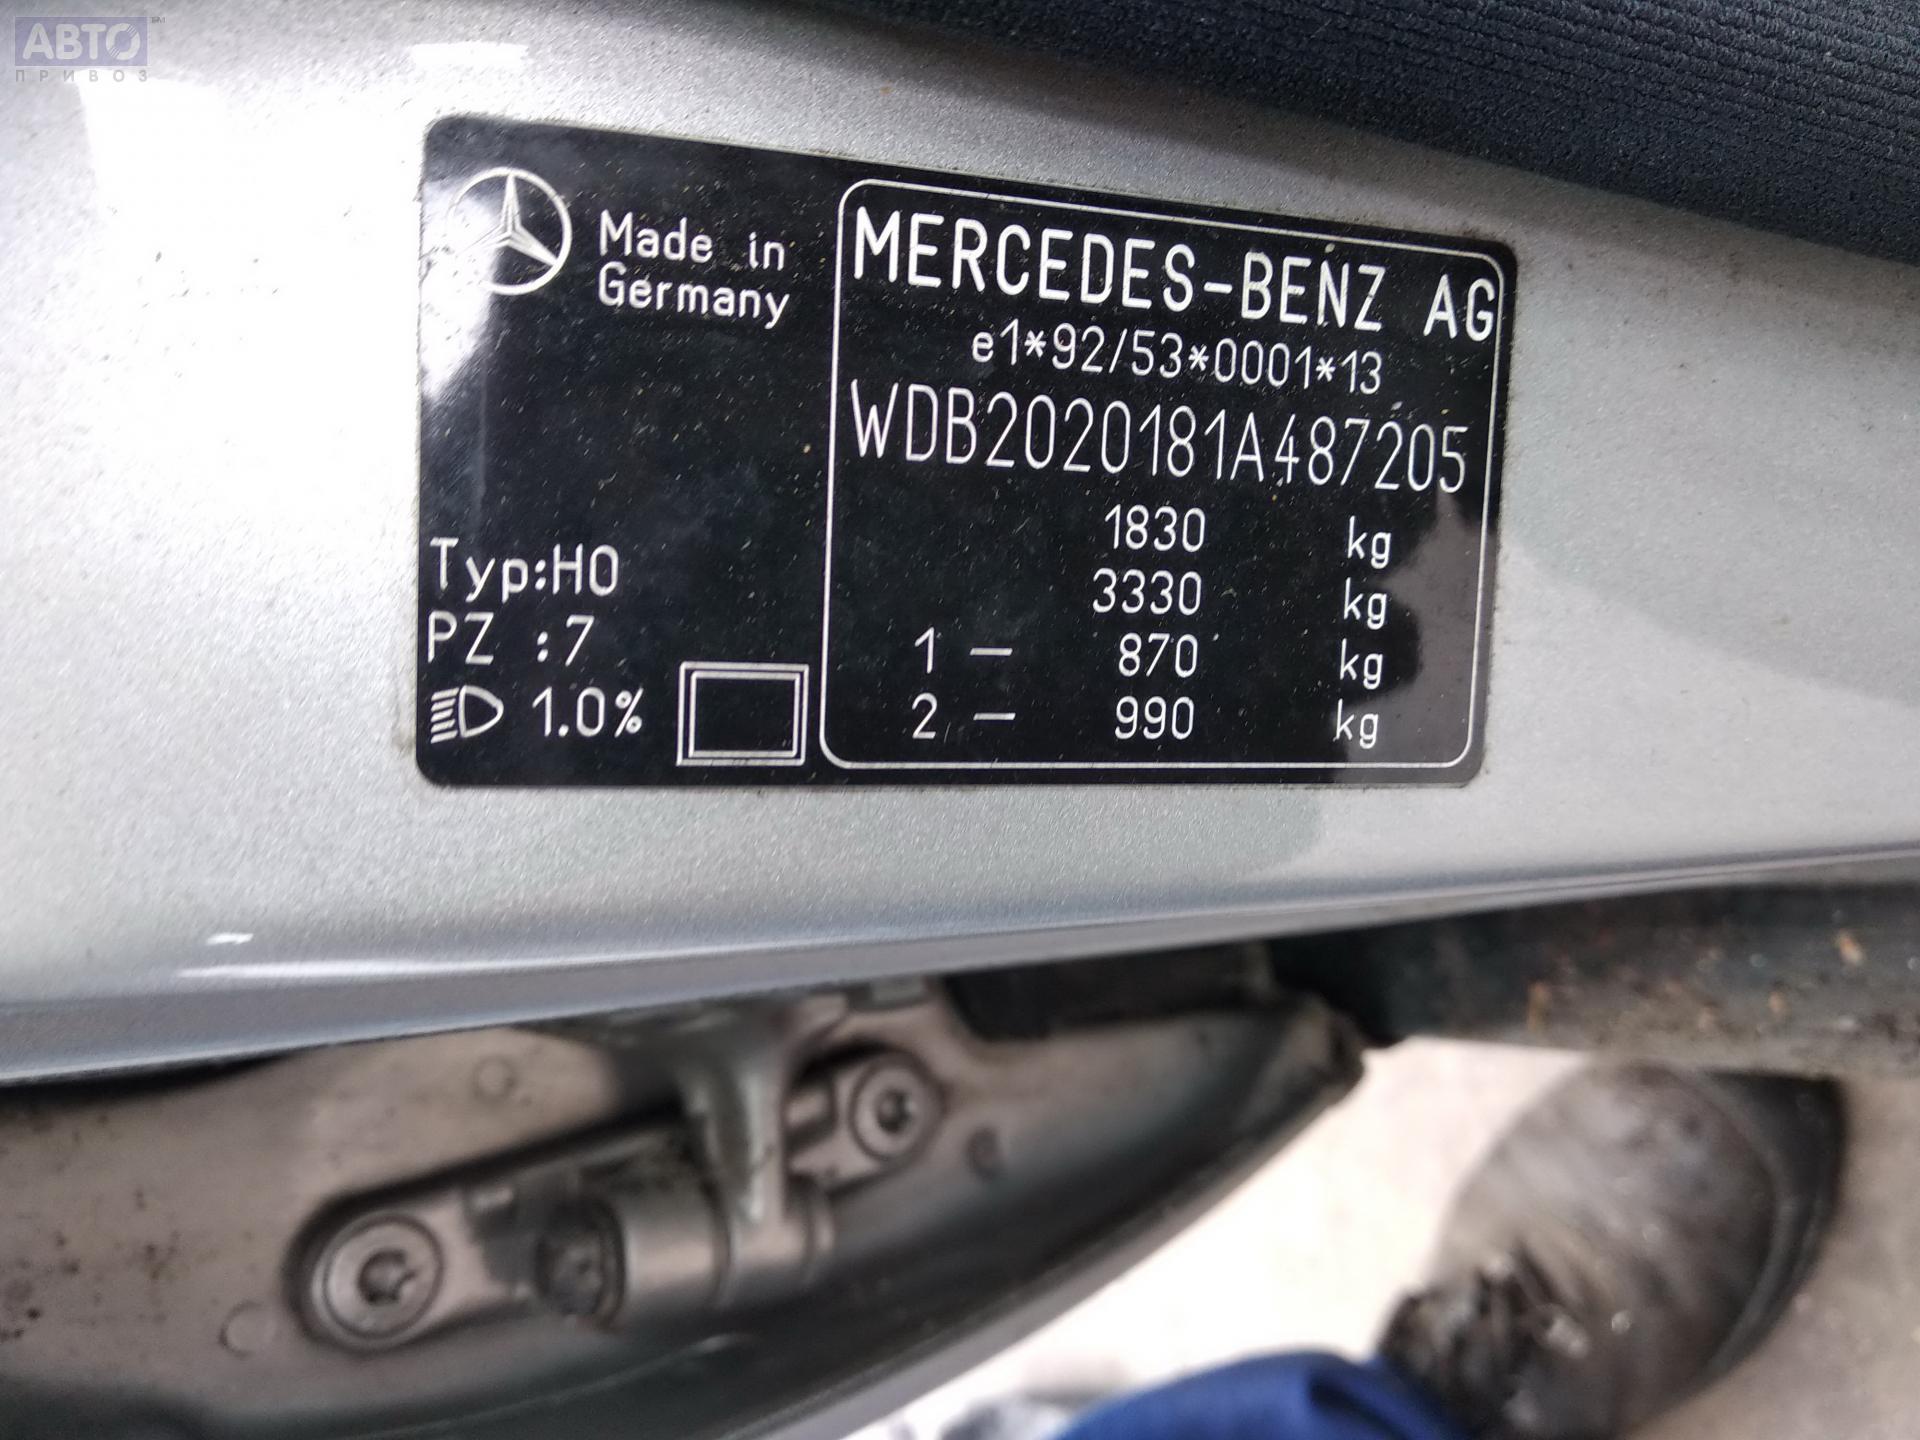 АВТО TM
ПРИВОЗ
Made in
Germany
MERCEDES-BENZ AG
e1*92/53*0001*13
WDB2020181A487205
1830 kg
3330 kg
1 - 870 kg
2 - 990 kg
Typ:H0
PZ :7
1.0%